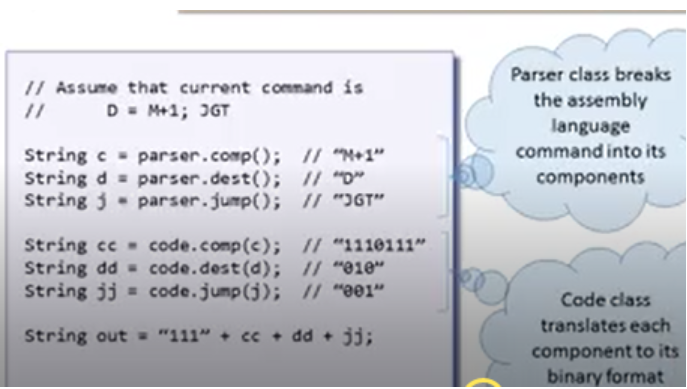 // Assume that current command is
// D = M+1; JGT
String c = parser.comp(); // “M+1”
String d = parser.dest(); // “D”
String j = parser.jump(); // “JGT”
String cc = code.comp(c); // “1110111”
String dd = code.dest(d); // “010”
String jj = code.jump(j); // “001”
String out = “111” + cc + dd + jj;
Parser class breaks
the assembly
language
command into its
components
Code class
translates each
component to its
binary format